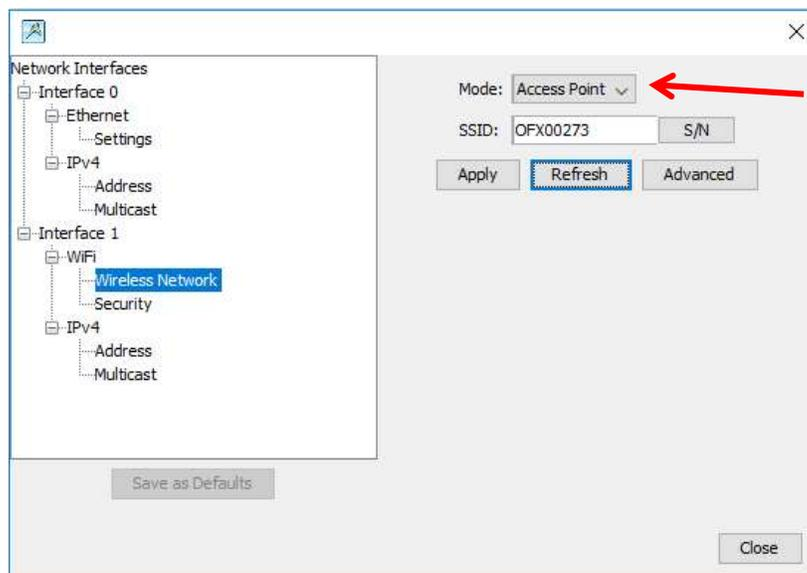 Network Interfaces
Interface 0
Ethernet
Settings
IPv4
Address
Multicast
Interface 1
WiFi
Wireless Network
Security
IPv4
Address
Multicast
Save as Defaults
Mode: Access Point
SSID: OFX00273 S/N
Apply Refresh Advanced
Close